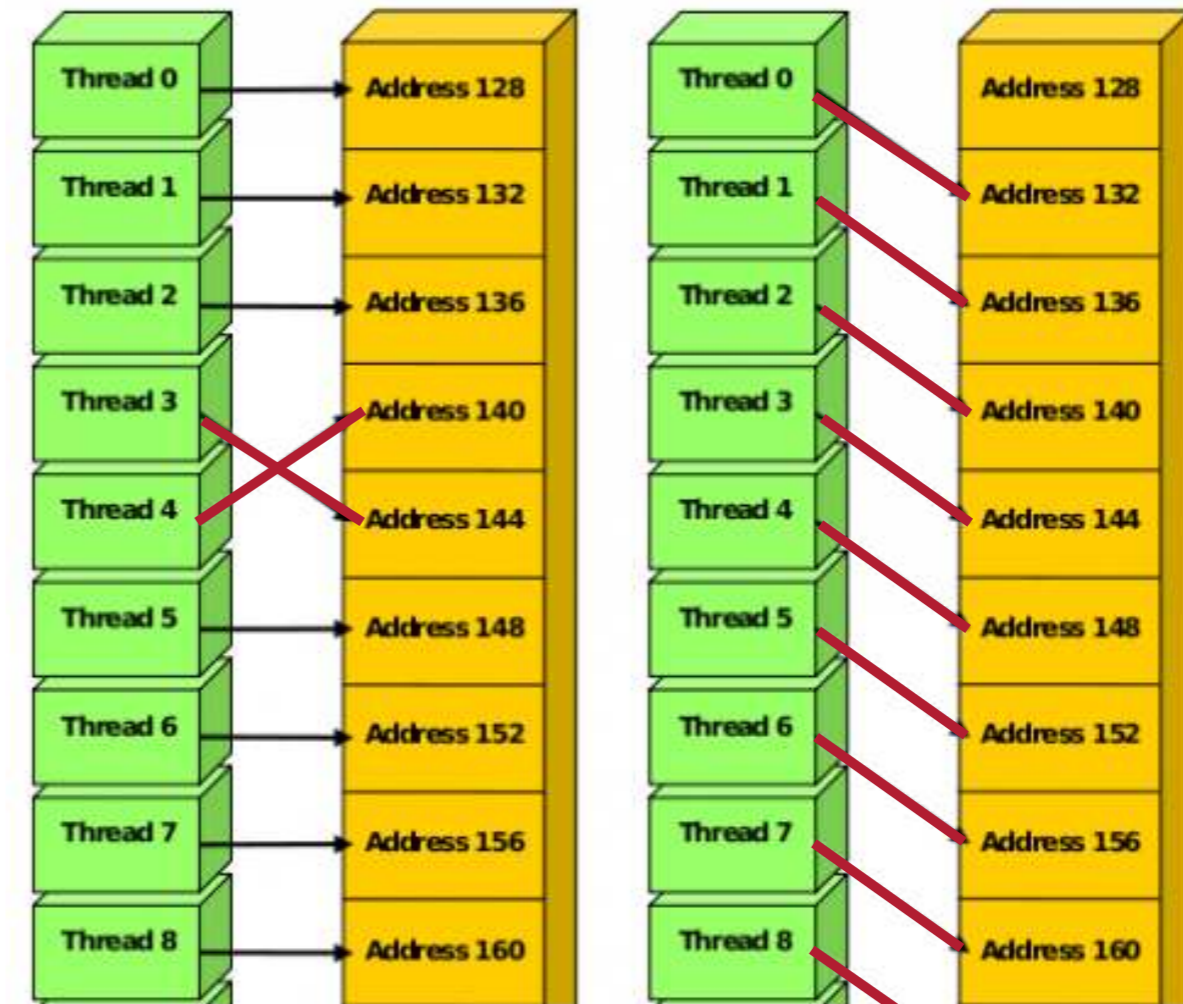 Thread 0
Address 128
Thread 1
Address 132
Thread 2
Address 136
Thread 3
Address 140
Thread 4
Address 144
Thread 5
Address 148
Thread 6
Address 152
Thread 7
Address 156
Thread 8
Address 160
Thread 0
Address 128
Thread 1
Address 132
Thread 2
Address 136
Thread 3
Address 140
Thread 4
Address 144
Thread 5
Address 148
Thread 6
Address 152
Thread 7
Address 156
Thread 8
Address 160